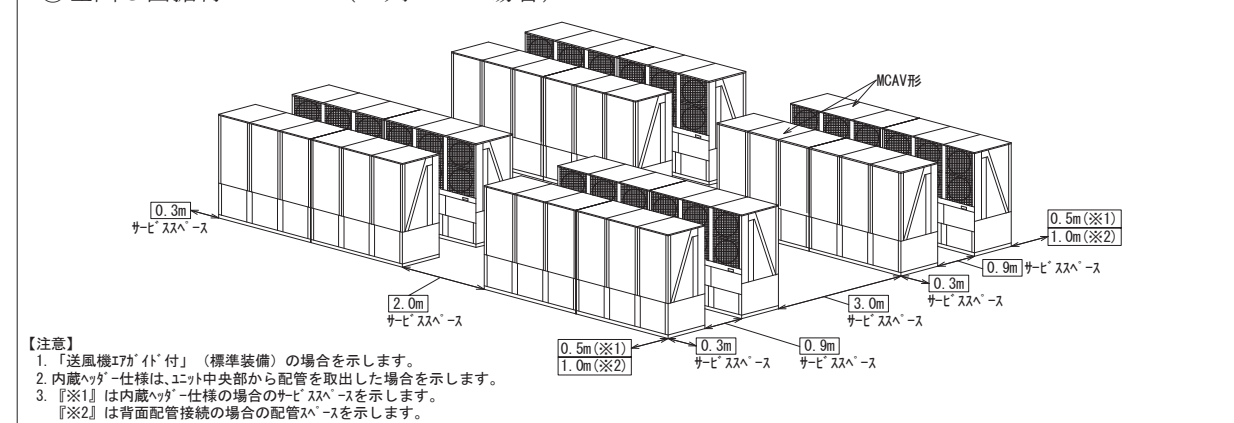 MCAV形
0.3m
サービススペース
0.5m(※1)
1.0m(※2)
0.9m サービススペース
0.3m
サービススペース
2.0m
サービススペース
3.0m
サービススペース
0.5m(※1)
1.0m(※2)
0.3m
サービススペース
0.9m
サービススペース
【注意】
1. 「送風機エアガイド付」（標準装備）の場合を示します。
2. 内蔵ヘッダー仕様は、ユニット中央部から配管を取出した場合を示します。
3. 『※1』は内蔵ヘッダー仕様の場合のサービススペースを示します。
『※2』は背面配管接続の場合の配管スペースを示します。